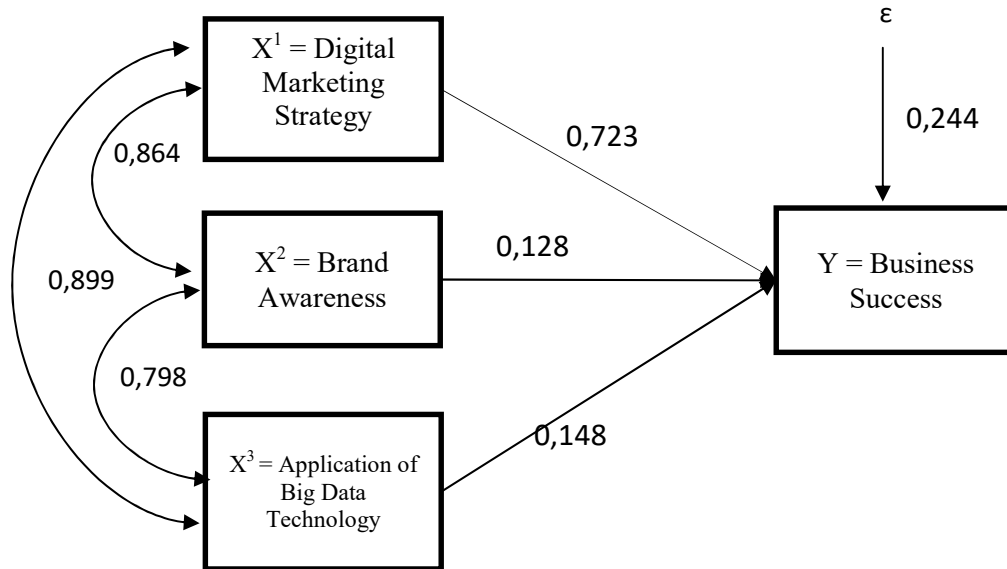 X¹ = Digital
Marketing
Strategy
ε
0,244
0,723
0,864
X² = Brand
Awareness
0,128
Y = Business
Success
0,899
0,798
0,148
X³ = Application of
Big Data
Technology